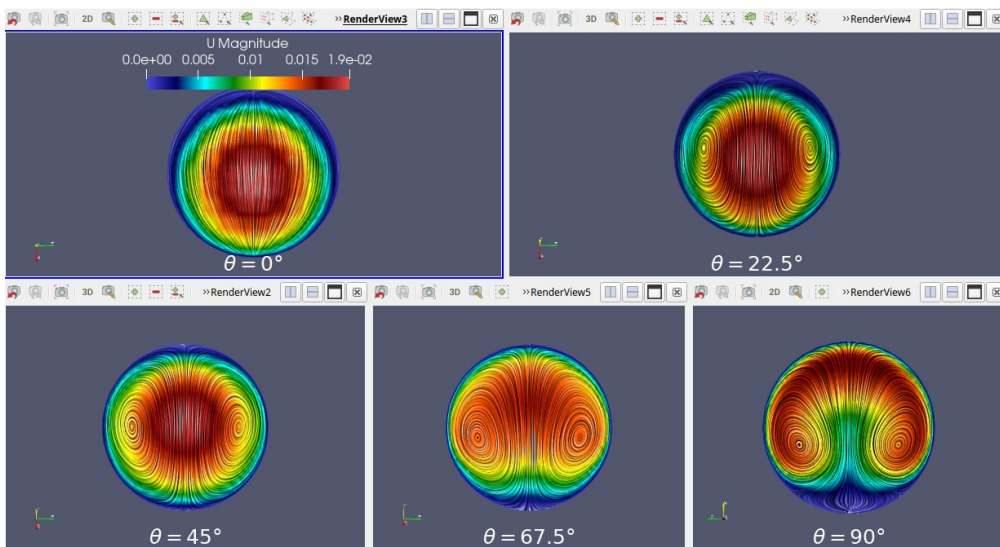 2D
»RenderView3
3D
»RenderView4
U Magnitude
0.0e+00 0.005 0.01 0.015 1.9e-02
θ = 0°
θ = 22.5°
3D
»RenderView2
3D
»RenderView5
2D
»RenderView6
θ = 45°
θ = 67.5°
θ = 90°